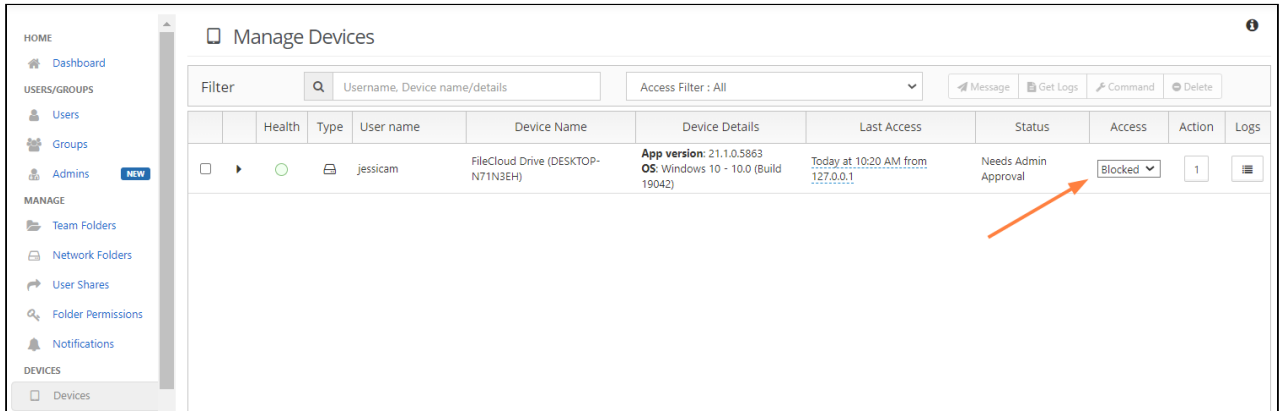 HOME
Dashboard
USERS/GROUPS
Users
Groups
Admins NEW
MANAGE
Team Folders
Network Folders
User Shares
Folder Permissions
Notifications
DEVICES
Devices
Manage Devices
Filter Username, Device name/details Access Filter : All Message Get Logs Command Delete
Health Type User name Device Name Device Details Last Access Status Access Action Logs
jessicam
FileCloud Drive (DESKTOP-
N71N3EH)
App version: 21.1.0.5863
OS: Windows 10 - 10.0 (Build
19042)
Today at 10:20 AM from
127.0.0.1
Needs Admin
Approval
Blocked
1